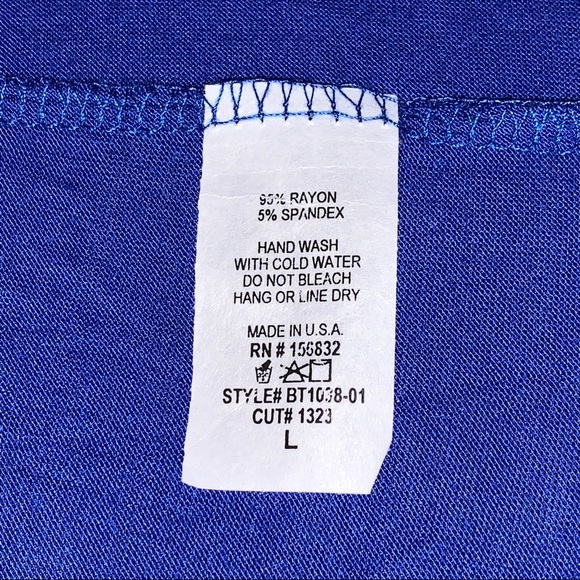 95% RAYON
5% SPANDEX
HAND WASH
WITH COLD WATER
DO NOT BLEACH
HANG OR LINE DRY
MADE IN U.S.A.
RN # 156832
STYLE# BT1038-01
CUT# 1323
L